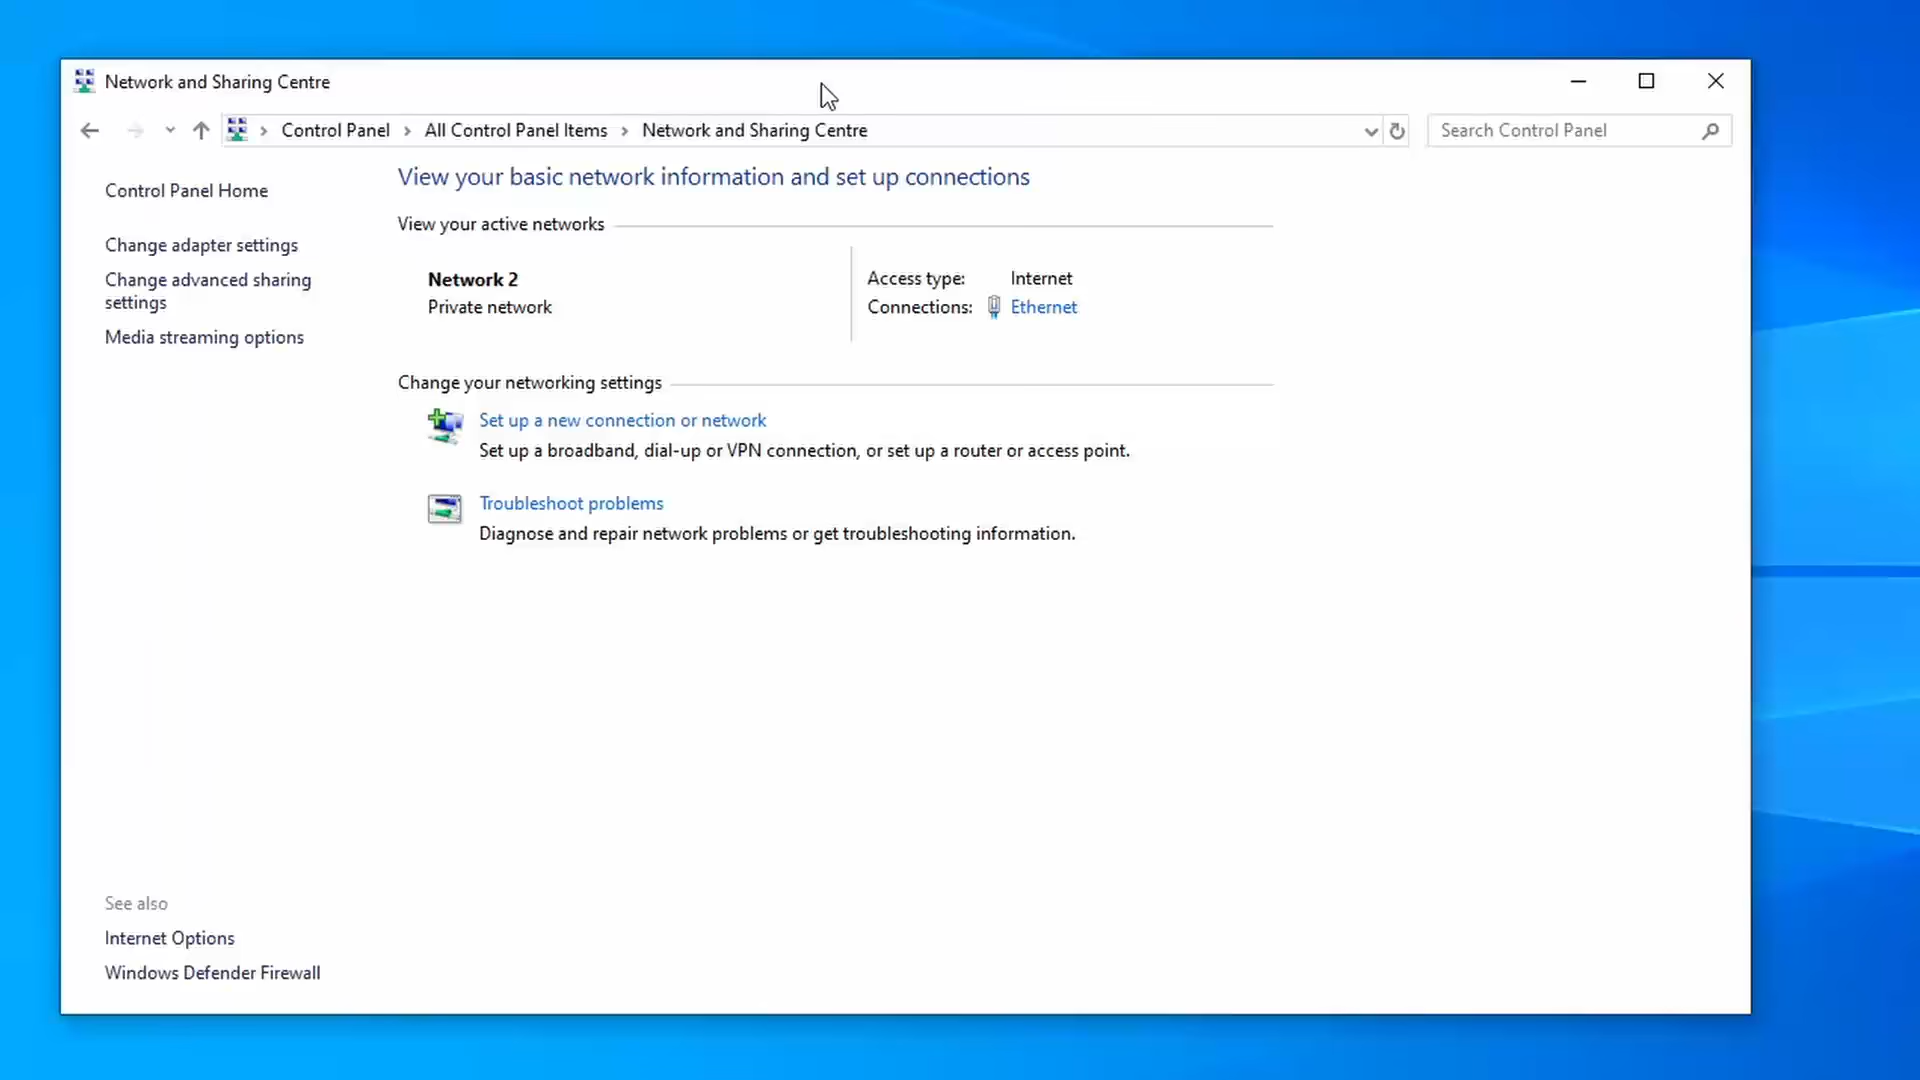 Network and Sharing Centre
Control Panel > All Control Panel Items > Network and Sharing Centre
Search Control Panel
Control Panel Home
Change adapter settings
Change advanced sharing
settings
Media streaming options
View your basic network information and set up connections
View your active networks
Network 2
Private network
Access type: Internet
Connections: Ethernet
Change your networking settings
Set up a new connection or network
Set up a broadband, dial-up or VPN connection, or set up a router or access point.
Troubleshoot problems
Diagnose and repair network problems or get troubleshooting information.
See also
Internet Options
Windows Defender Firewall